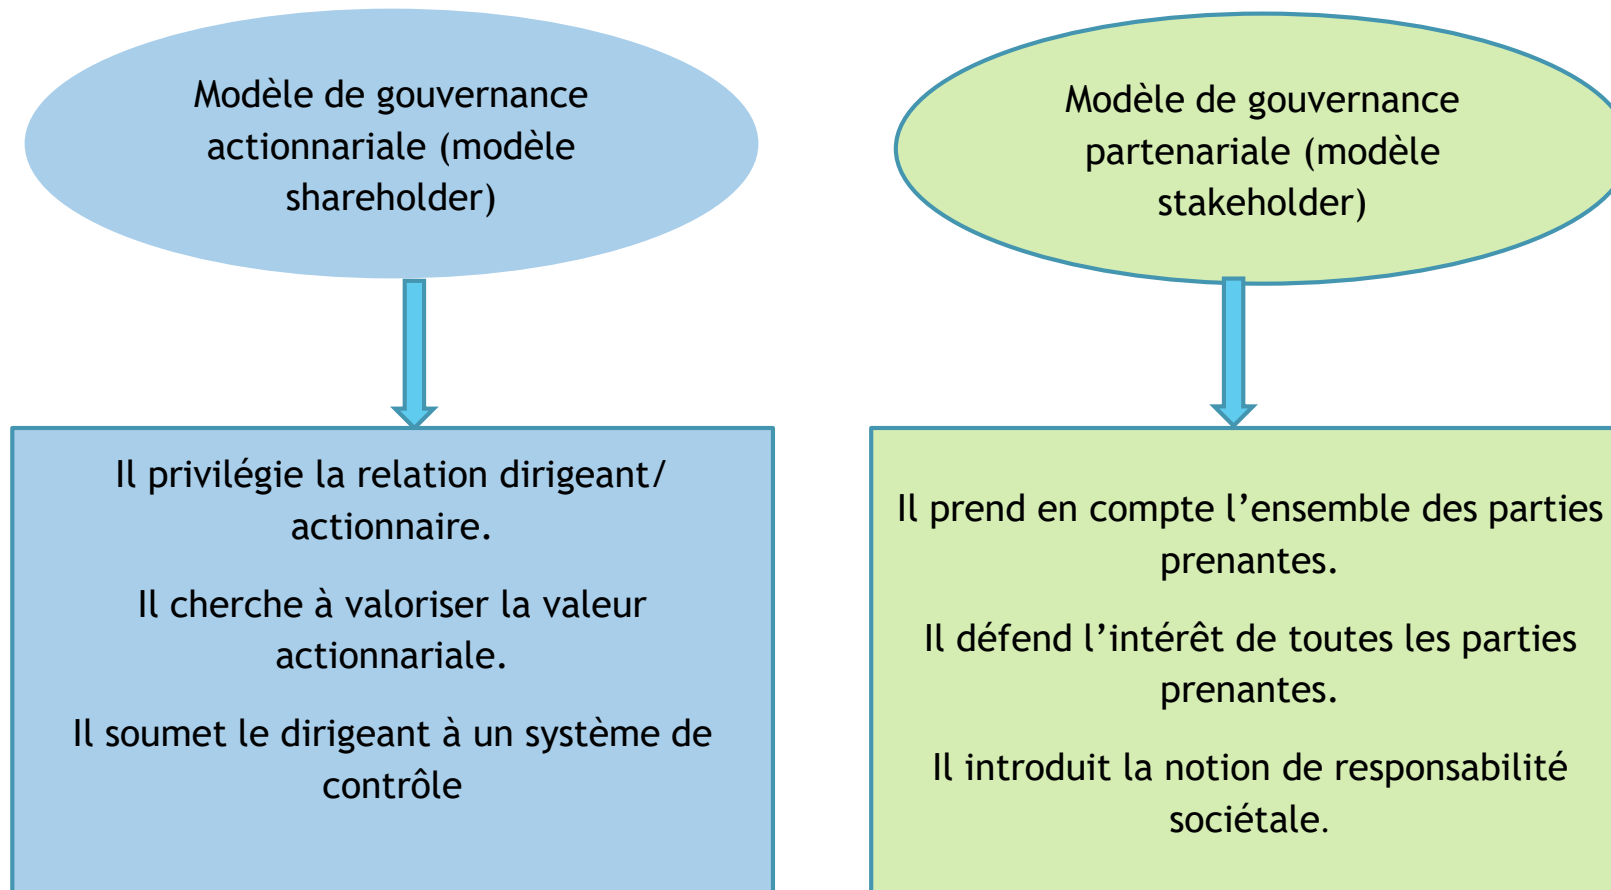 Modèle de gouvernance
actionnariale (modèle
shareholder)
Il privilégie la relation dirigeant/
actionnaire.
Il cherche à valoriser la valeur
actionnariale.
Il soumet le dirigeant à un système de
contrôle
Modèle de gouvernance
partenariale (modèle
stakeholder)
Il prend en compte l’ensemble des parties
prenantes.
Il défend l’intérêt de toutes les parties
prenantes.
Il introduit la notion de responsabilité
sociétale.